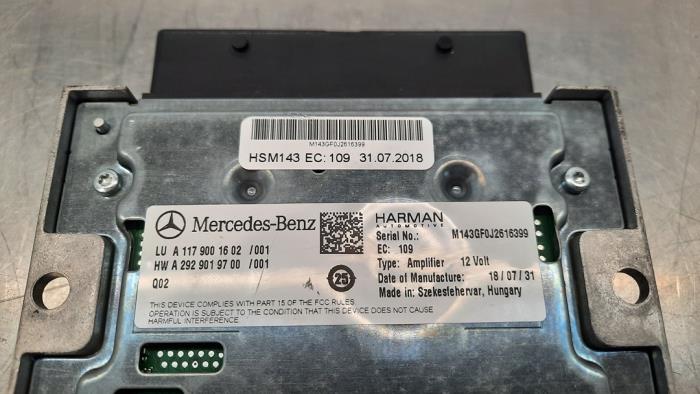 M143GF0J2616399
HSM143 EC: 109 31.07.2018
Mercedes-Benz
LU A 117 900 16 02 /001
HW A 292 901 97 00 /001
Q02
25
HARMAN
AUTOMOTIVE
Serial No.: M143GF0J2616399
EC: 109
Type: Amplifier 12 Volt
Date of Manufacture: 18/07/31
Made in: Szekesfehervar, Hungary
THIS DEVICE COMPLIES WITH PART 15 OF THE FCC RULES
OPERATION IS SUBJECT TO THE CONDITION THAT THIS DEVICE DOES NOT CAUSE
HARMFUL INTERFERENCE